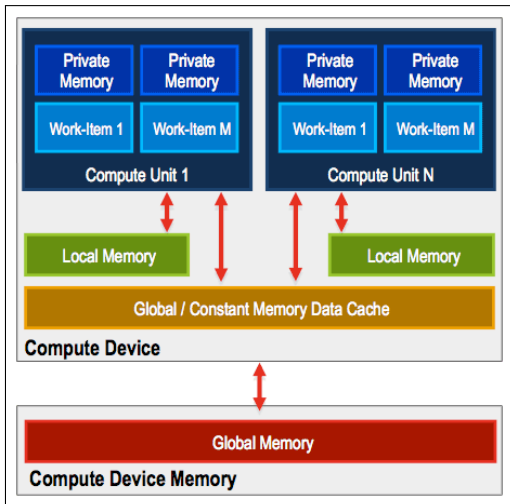 Private Memory
Private Memory
Private Memory
Private Memory
Work-Item 1
Work-Item M
Work-Item 1
Work-Item M
Compute Unit 1
Compute Unit N
Local Memory
Local Memory
Global / Constant Memory Data Cache
Compute Device
Global Memory
Compute Device Memory